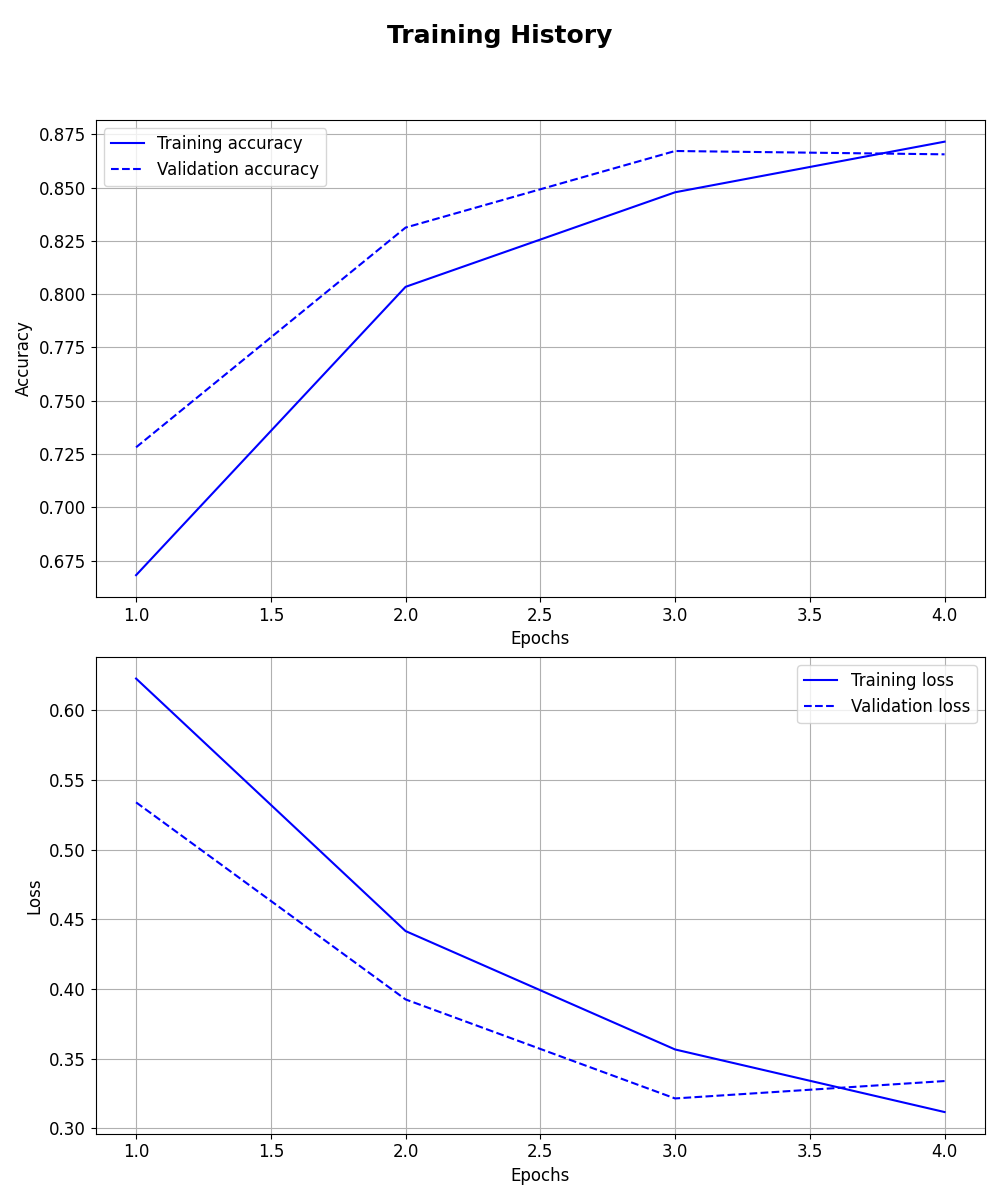 Training History
Training accuracy
Validation accuracy
0.875
0.850
0.825
0.800
0.775
0.750
0.725
0.700
0.675
Accuracy
1.0 1.5 2.0 2.5 3.0 3.5 4.0
Epochs
Training loss
Validation loss
0.60
0.55
0.50
0.45
0.40
0.35
0.30
Loss
1.0 1.5 2.0 2.5 3.0 3.5 4.0
Epochs